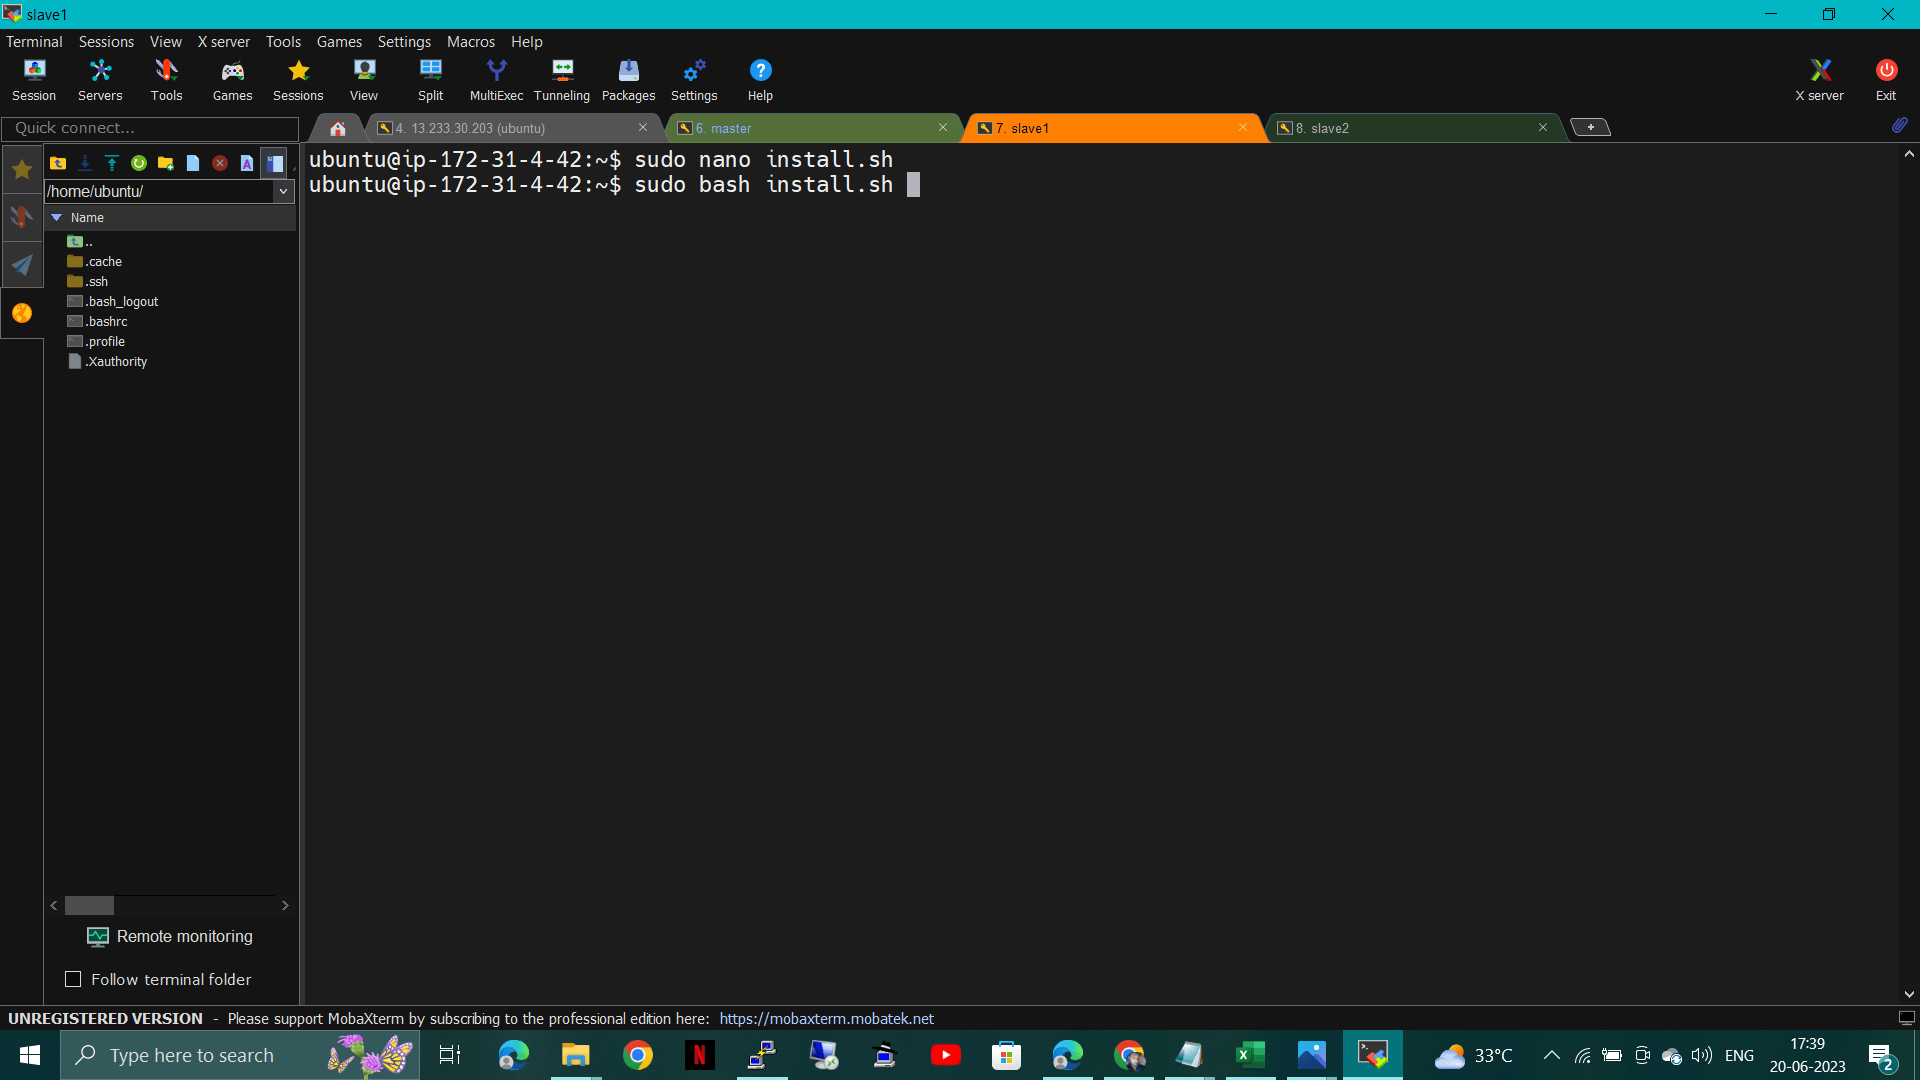 slave1
Terminal Sessions View X server Tools Games Settings Macros Help
Session Servers Tools Games Sessions View Split MultiExec Tunneling Packages Settings Help X server Exit
Quick connect...
4. 13.233.30.203 (ubuntu)
6. master
7. slave1
8. slave2
/home/ubuntu/
Name
..
.cache
.ssh
.bash_logout
.bashrc
.profile
.Xauthority
ubuntu@ip-172-31-4-42:~$ sudo nano install.sh
ubuntu@ip-172-31-4-42:~$ sudo bash install.sh
Remote monitoring
Follow terminal folder
UNREGISTERED VERSION - Please support MobaXterm by subscribing to the professional edition here: https://mobaxterm.mobatek.net
Type here to search
33°C
ENG
17:39
20-06-2023
2